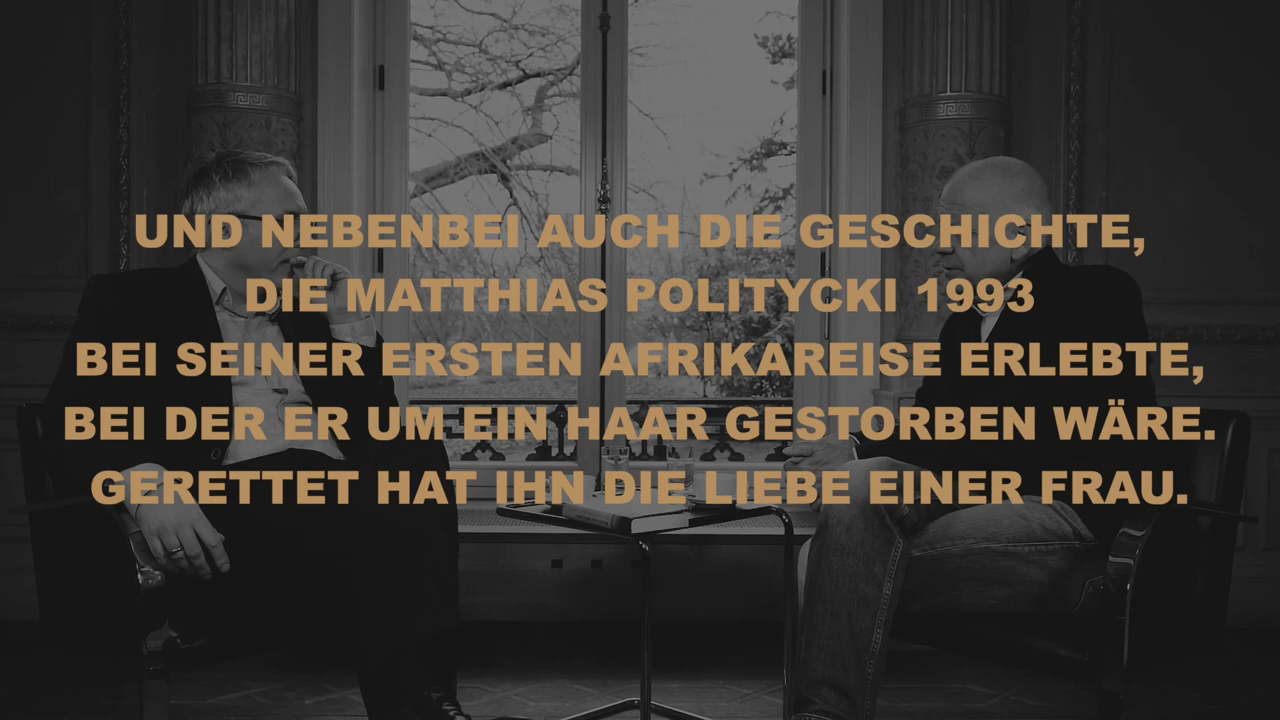 UND NEBENBEI AUCH DIE GESCHICHTE,
DIE MATTHIAS POLITYCKI 1993
BEI SEINER ERSTEN AFRIKAREISE ERLEBTE,
BEI DER ER UM EIN HAAR GESTORBEN WÄRE.
GERETTET HAT IHN DIE LIEBE EINER FRAU.